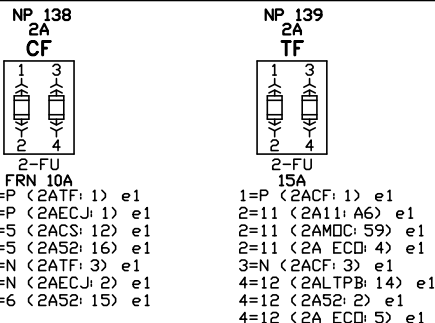 NP 138
2A
CF
1 3
2 4
2-FU
FRN 10A
=P (2ATF: 1) e1
=P (2AECJ: 1) e1
=5 (2ACS: 12) e1
=5 (2A52: 16) e1
=N (2ATF: 3) e1
=N (2AECJ: 2) e1
=6 (2A52: 15) e1
NP 139
2A
TF
1 3
2 4
2-FU
15A
1=P (2ACF: 1) e1
2=11 (2A11: A6) e1
2=11 (2AMOC: 59) e1
2=11 (2A ECO: 4) e1
3=N (2ACF: 3) e1
4=12 (2ALTPB: 14) e1
4=12 (2A52: 2) e1
4=12 (2A ECO: 5) e1